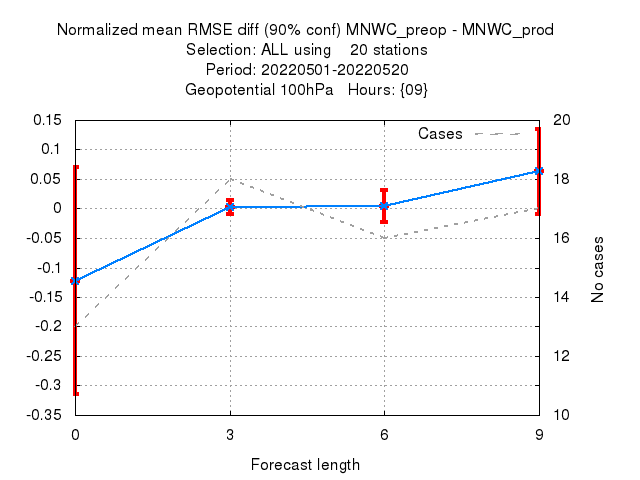 Normalized mean RMSE diff (90% conf) MNWC_preop - MNWC_prod
Selection: ALL using    20 stations
Period: 20220501-20220520
Geopotential 100hPa   Hours: {09}
Cases
0.15
0.1
0.05
0
-0.05
-0.1
-0.15
-0.2
-0.25
-0.3
-0.35
20
18
16
14
12
10
No cases
0 3 6 9
Forecast length